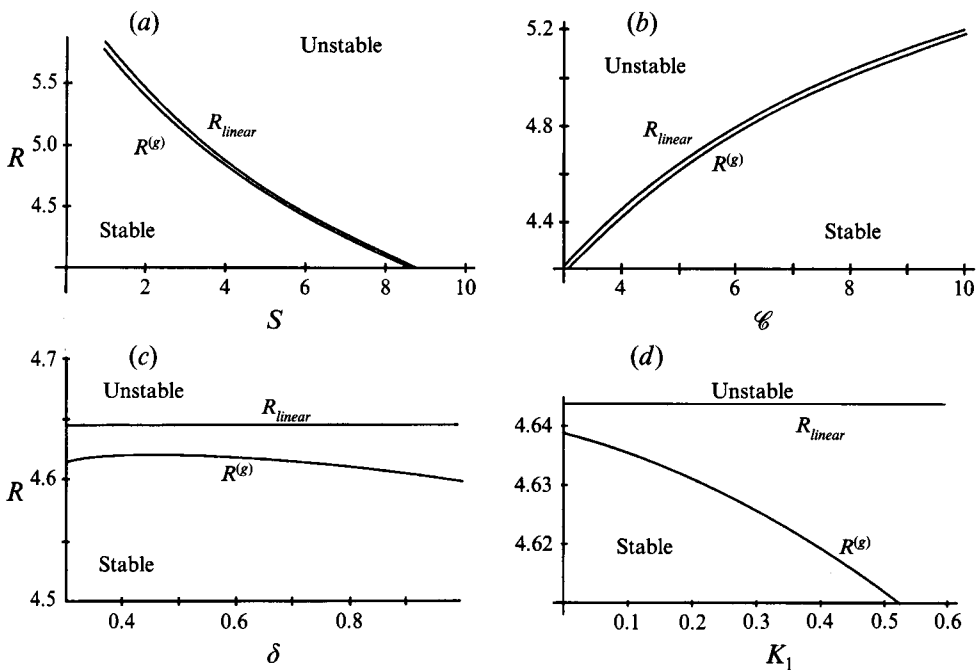 (a)
Unstable
5.5
R_linear
R^(g)
5.0
R
4.5
Stable
2 4 6 8 10
S
(b)
5.2
Unstable
R_linear
4.8
R^(g)
4.4
Stable
4 6 8 10
𝒞
(c)
4.7
Unstable
R_linear
4.6
R^(g)
R
Stable
4.5
0.4 0.6 0.8
δ
(d)
Unstable
4.64
R_linear
4.63
4.62
Stable
R^(g)
0.1 0.2 0.3 0.4 0.5 0.6
K₁